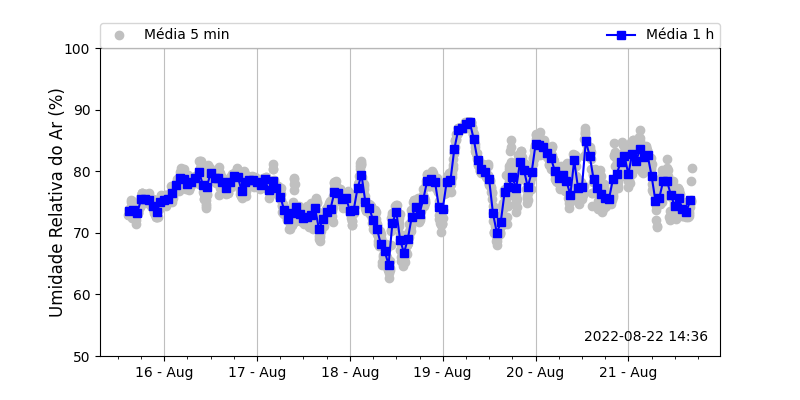 Média 5 min
Média 1 h
Umidade Relativa do Ar (%)
100
90
80
70
60
50
2022-08-22 14:36
16 - Aug
17 - Aug
18 - Aug
19 - Aug
20 - Aug
21 - Aug